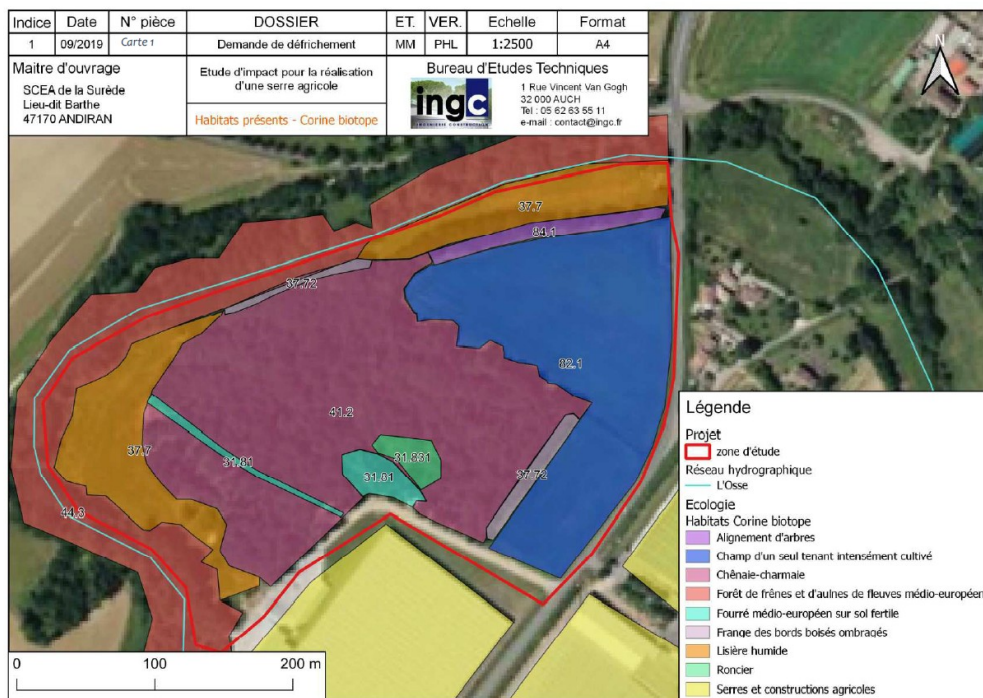 Indice Date N° pièce DOSSIER ET. VER. Echelle Format
1 09/2019 Carte 1 Demande de défrichement MM PHL 1:2500 A4
Maitre d'ouvrage
SCEA de la Surède
Lieu-dit Barthe
47170 ANDIRAN
Etude d'impact pour la réalisation
d'une serre agricole
Habitats présents - Corine biotope
Bureau d'Etudes Techniques
ingc
INGENIERIE CONSTRUCTION
1 Rue Vincent Van Gogh
32 000 AUCH
Tel : 05 62 63 55 11
e-mail : contact@ingc.fr
N
37.7
84.1
37.72
82.1
41.2
37.7
31.81
31.831
31.81
37.72
44.3
Légende
Projet
zone d'étude
Réseau hydrographique
L'Osse
Ecologie
Habitats Corine biotope
Alignement d'arbres
Champ d'un seul tenant intensément cultivé
Chênaie-charmaie
Forêt de frênes et d'aulnes de fleuves médio-européen
Fourré médio-européen sur sol fertile
Frange des bords boisés ombragés
Lisière humide
Roncier
Serres et constructions agricoles
0 100 200 m